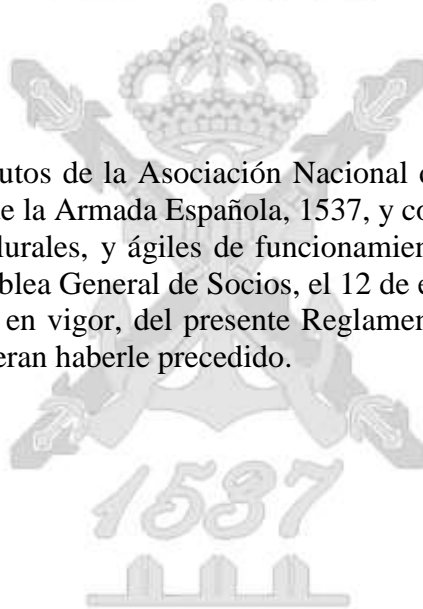 utos de la Asociación Nacional
e la Armada Española, 1537, y co
lurales, y ágiles de funcionamien
blea General de Socios, el 12 de e
en vigor, del presente Reglamen
eran haberle precedido.
1537